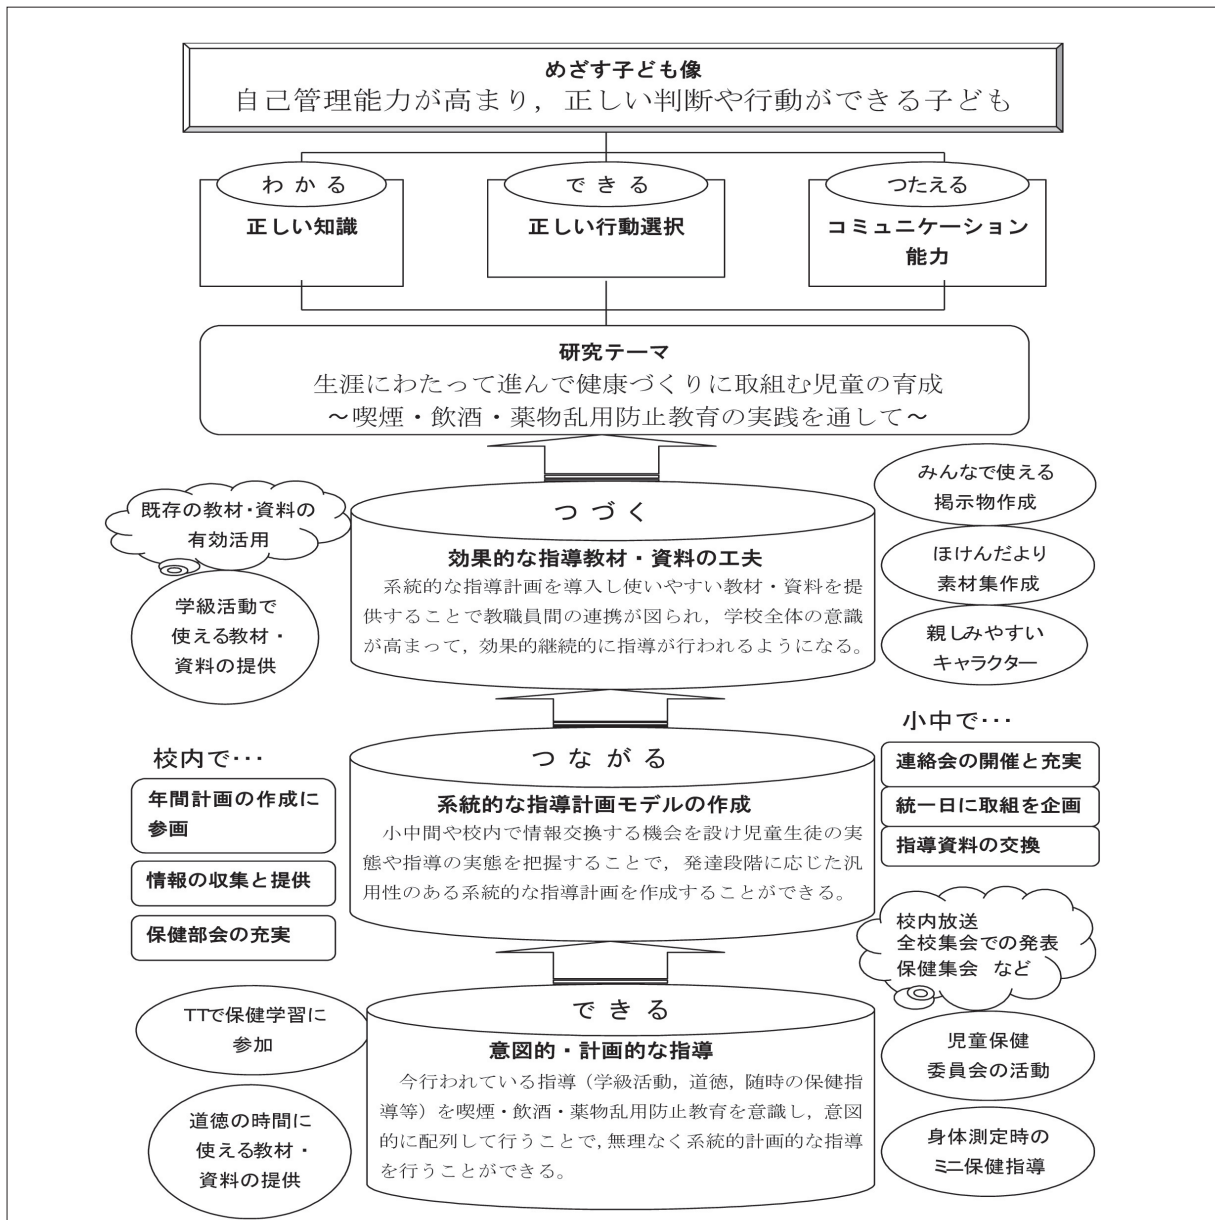 めざす子ども像
自己管理能力が高まり，正しい判断や行動ができる子ども
わ か る
正しい知識
で き る
正しい行動選択
つたえる
コミュニケーション
能力
研究テーマ
生涯にわたって進んで健康づくりに取組む児童の育成
～喫煙・飲酒・薬物乱用防止教育の実践を通して～
既存の教材・資料の
有効活用
学級活動で
使える教材・
資料の提供
つ づ く
効果的な指導教材・資料の工夫
系統的な指導計画を導入し使いやすい教材・資料を提
供することで教職員間の連携が図られ，学校全体の意識
が高まって，効果的継続的に指導が行われるようになる。
みんなで使える
掲示物作成
ほけんだより
素材集作成
親しみやすい
キャラクター
校内で･･･
年間計画の作成に
参画
情報の収集と提供
保健部会の充実
つ な が る
系統的な指導計画モデルの作成
小中間や校内で情報交換する機会を設け児童生徒の実
態や指導の実態を把握することで，発達段階に応じた汎
用性のある系統的な指導計画を作成することができる。
小中で･･･
連絡会の開催と充実
統一日に取組を企画
指導資料の交換
校内放送
全校集会での発表
保健集会　など
TTで保健学習に
参加
道徳の時間に
使える教材・
資料の提供
で き る
意図的・計画的な指導
今行われている指導（学級活動，道徳，随時の保健指
導等）を喫煙・飲酒・薬物乱用防止教育を意識し，意図
的に配列して行うことで，無理なく系統的計画的な指導
を行うことができる。
児童保健
委員会の活動
身体測定時の
ミニ保健指導